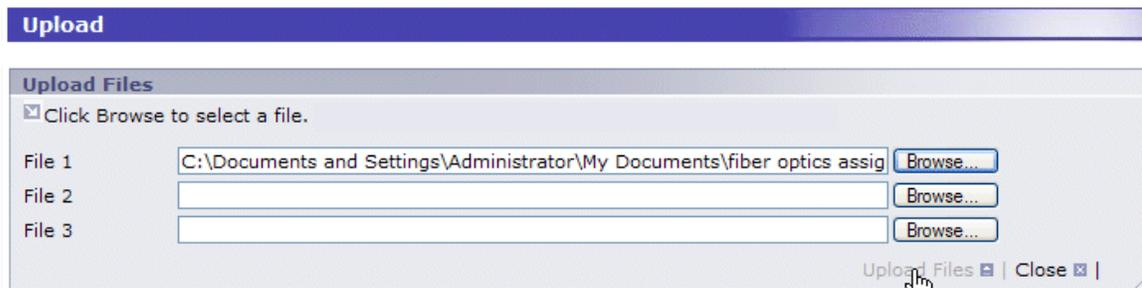 Upload
Upload Files
Click Browse to select a file.
File 1 C:\Documents and Settings\Administrator\My Documents\fiber optics assig Browse...
File 2 Browse...
File 3 Browse...
Upload Files | Close |